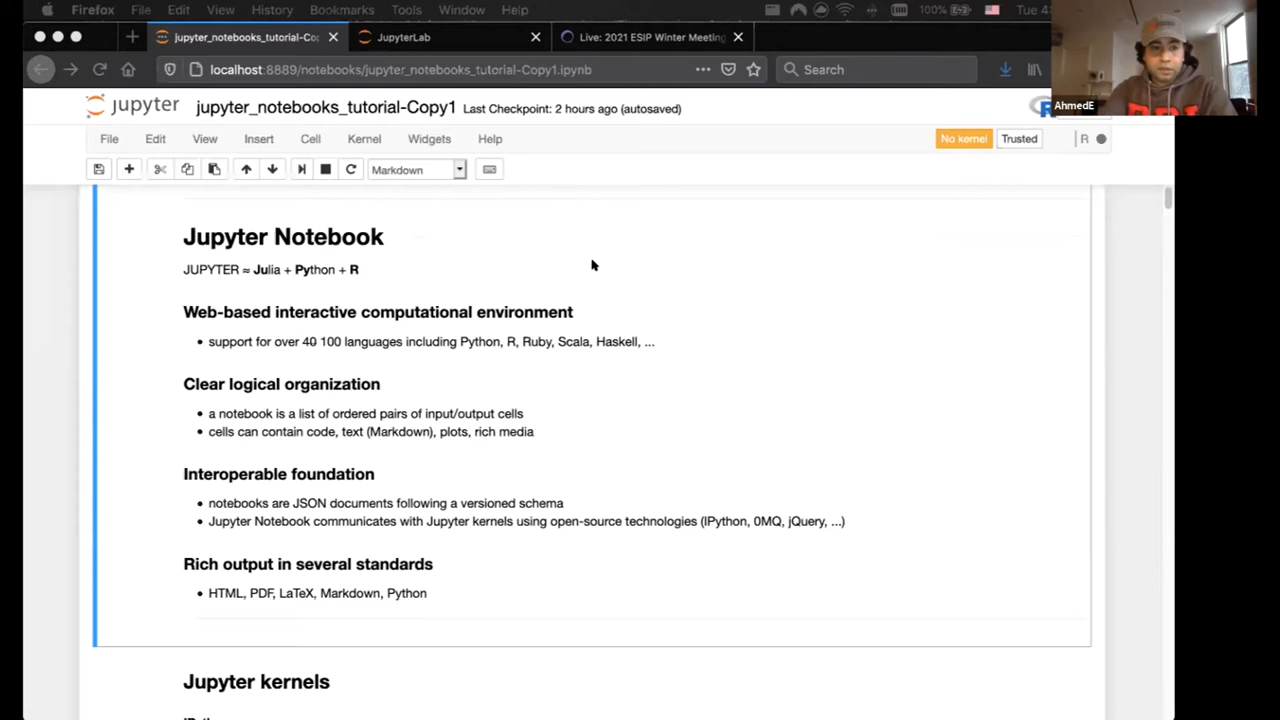 Firefox File Edit View History Bookmarks Tools Window Help 100% Tue 4
jupyter_notebooks_tutorial-Co JupyterLab Live: 2021 ESIP Winter Meeting
localhost:8889/notebooks/jupyter_notebooks_tutorial-Copy1.ipynb Search
AhmedE
jupyter jupyter_notebooks_tutorial-Copy1 Last Checkpoint: 2 hours ago (autosaved)
File Edit View Insert Cell Kernel Widgets Help No kernel Trusted R
Markdown
Jupyter Notebook
JUPYTER ≈ Julia + Python + R
Web-based interactive computational environment
• support for over 40 100 languages including Python, R, Ruby, Scala, Haskell, ...
Clear logical organization
• a notebook is a list of ordered pairs of input/output cells
• cells can contain code, text (Markdown), plots, rich media
Interoperable foundation
• notebooks are JSON documents following a versioned schema
• Jupyter Notebook communicates with Jupyter kernels using open-source technologies (IPython, 0MQ, jQuery, ...)
Rich output in several standards
• HTML, PDF, LaTeX, Markdown, Python
Jupyter kernels